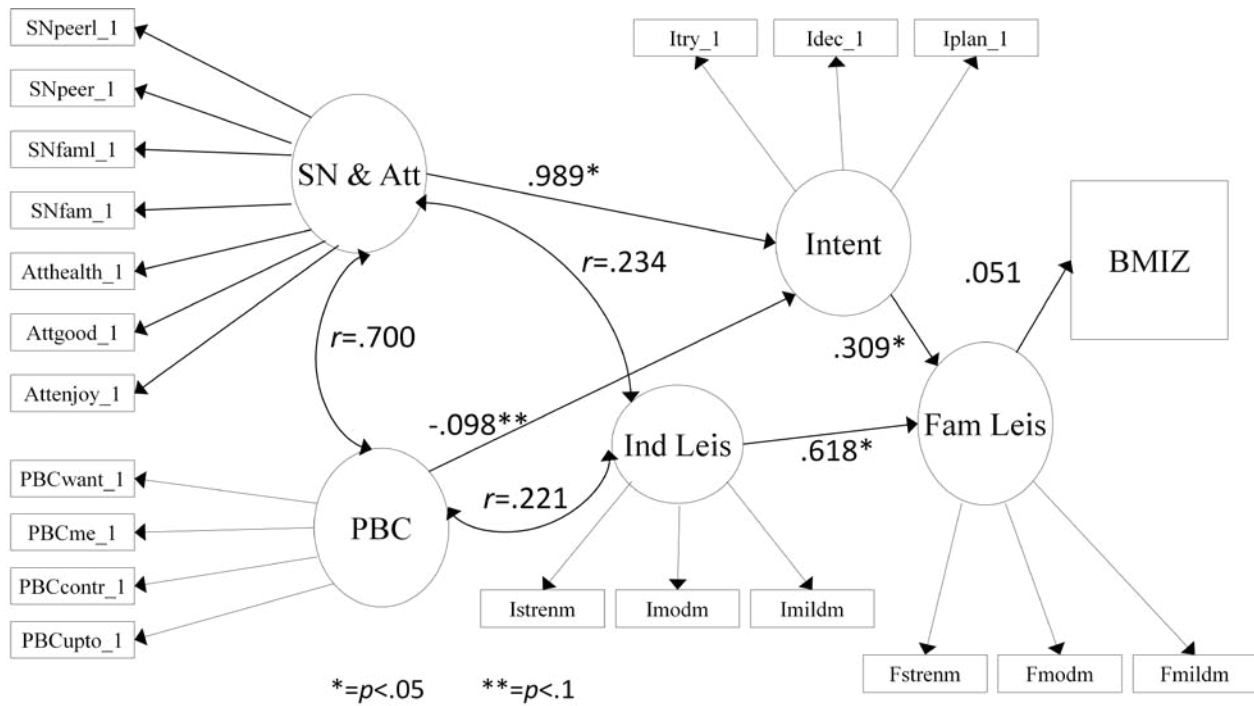 SNpeerl_1
SNpeer_1
SNfaml_1
SNfam_1
Atthealth_1
Attgood_1
Attenjoy_1
SN & Att
Itry_1
Idec_1
Iplan_1
.989*
Intent
r=.234
BMIZ
.051
r=.700
.309*
-.098**
Ind Leis
.618*
Fam Leis
PBCwant_1
PBCme_1
PBCcontr_1
PBCupto_1
PBC
r=.221
Istrenm
Imodm
Imildm
Fstrenm
Fmodm
Fmildm
*=p<.05
**=p<.1